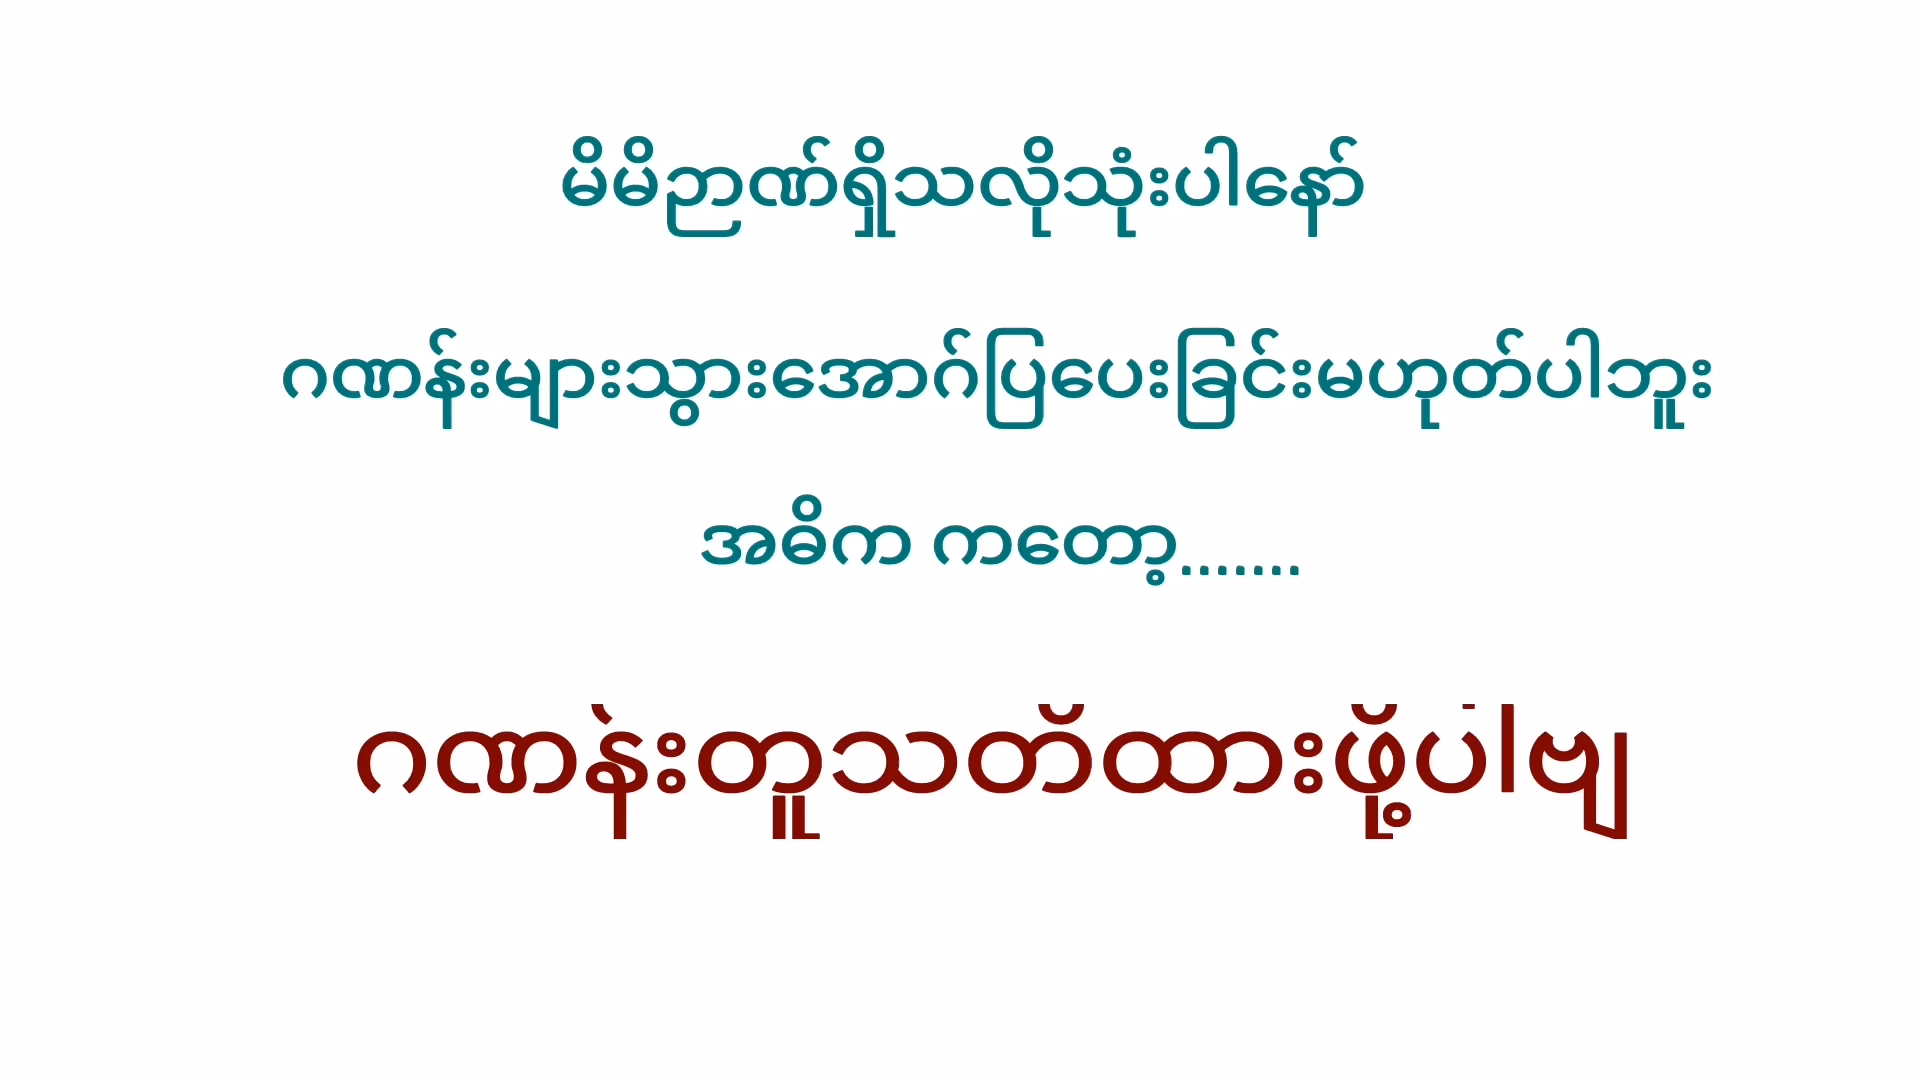 မိမိဉာဏ်ရှိသလိုသုံးပါနော်
ဂဏန်းများသွားအောဂ်ပြပေးခြင်းမဟုတ်ပါဘူး
အဓိက ကတော့.......
ဂဏန်းတူသတိထားဖို့ပါဗျ